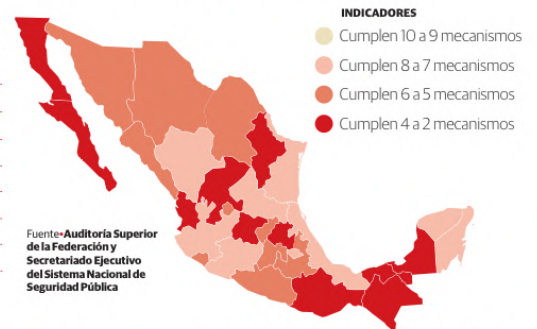 INDICADORES
Cumplen 10 a 9 mecanismos
Cumplen 8 a 7 mecanismos
Cumplen 6 a 5 mecanismos
Cumplen 4 a 2 mecanismos
Fuente•Auditoría Superior
de la Federación y
Secretariado Ejecutivo
del Sistema Nacional de
Seguridad Pública